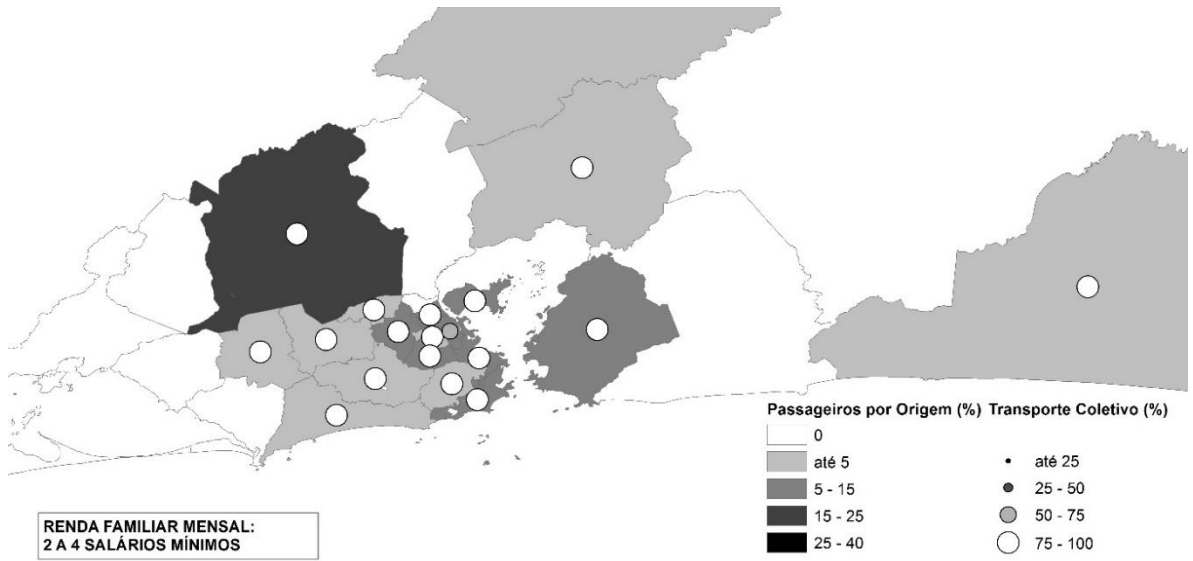 Passageiros por Origem (%) Transporte Coletivo (%)
0
até 5 até 25
5 - 15 25 - 50
15 - 25 50 - 75
25 - 40 75 - 100
RENDA FAMILIAR MENSAL:
2 A 4 SALÁRIOS MÍNIMOS